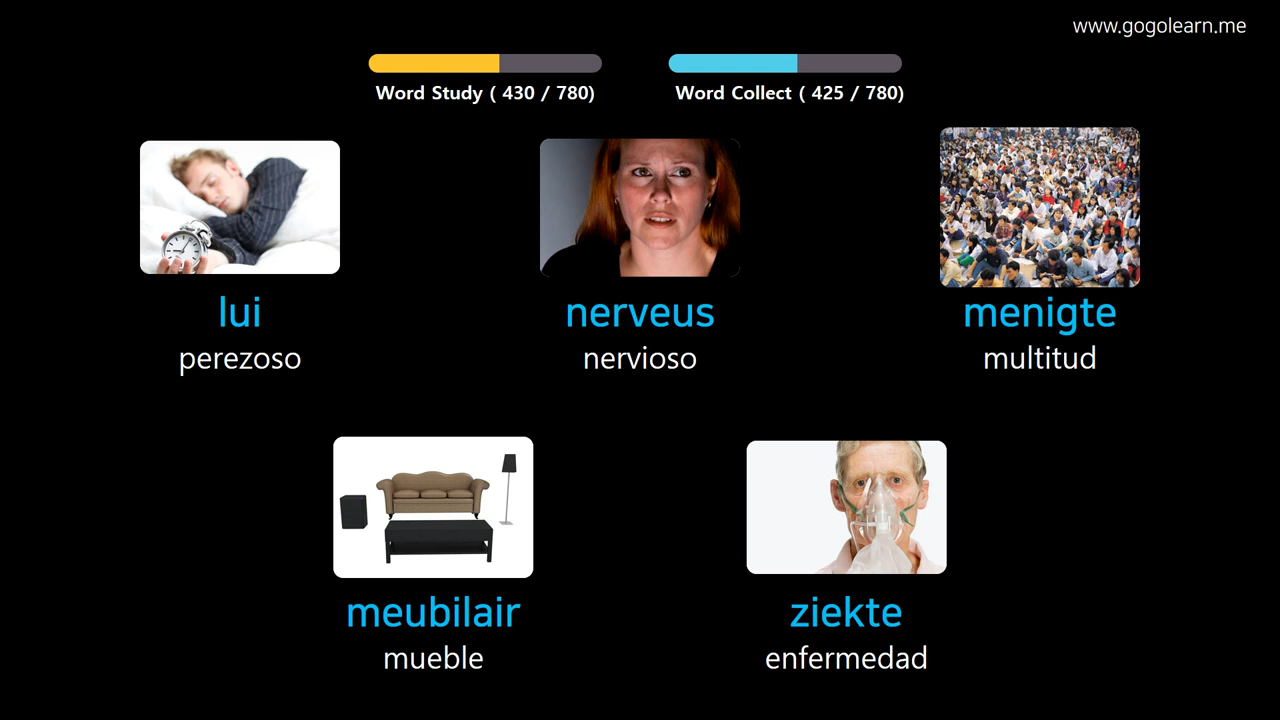 www.gogolearn.me
Word Study ( 430 / 780)
Word Collect ( 425 / 780)
lui
perezoso
nerveus
nervioso
menigte
multitud
meubilair
mueble
ziekte
enfermedad